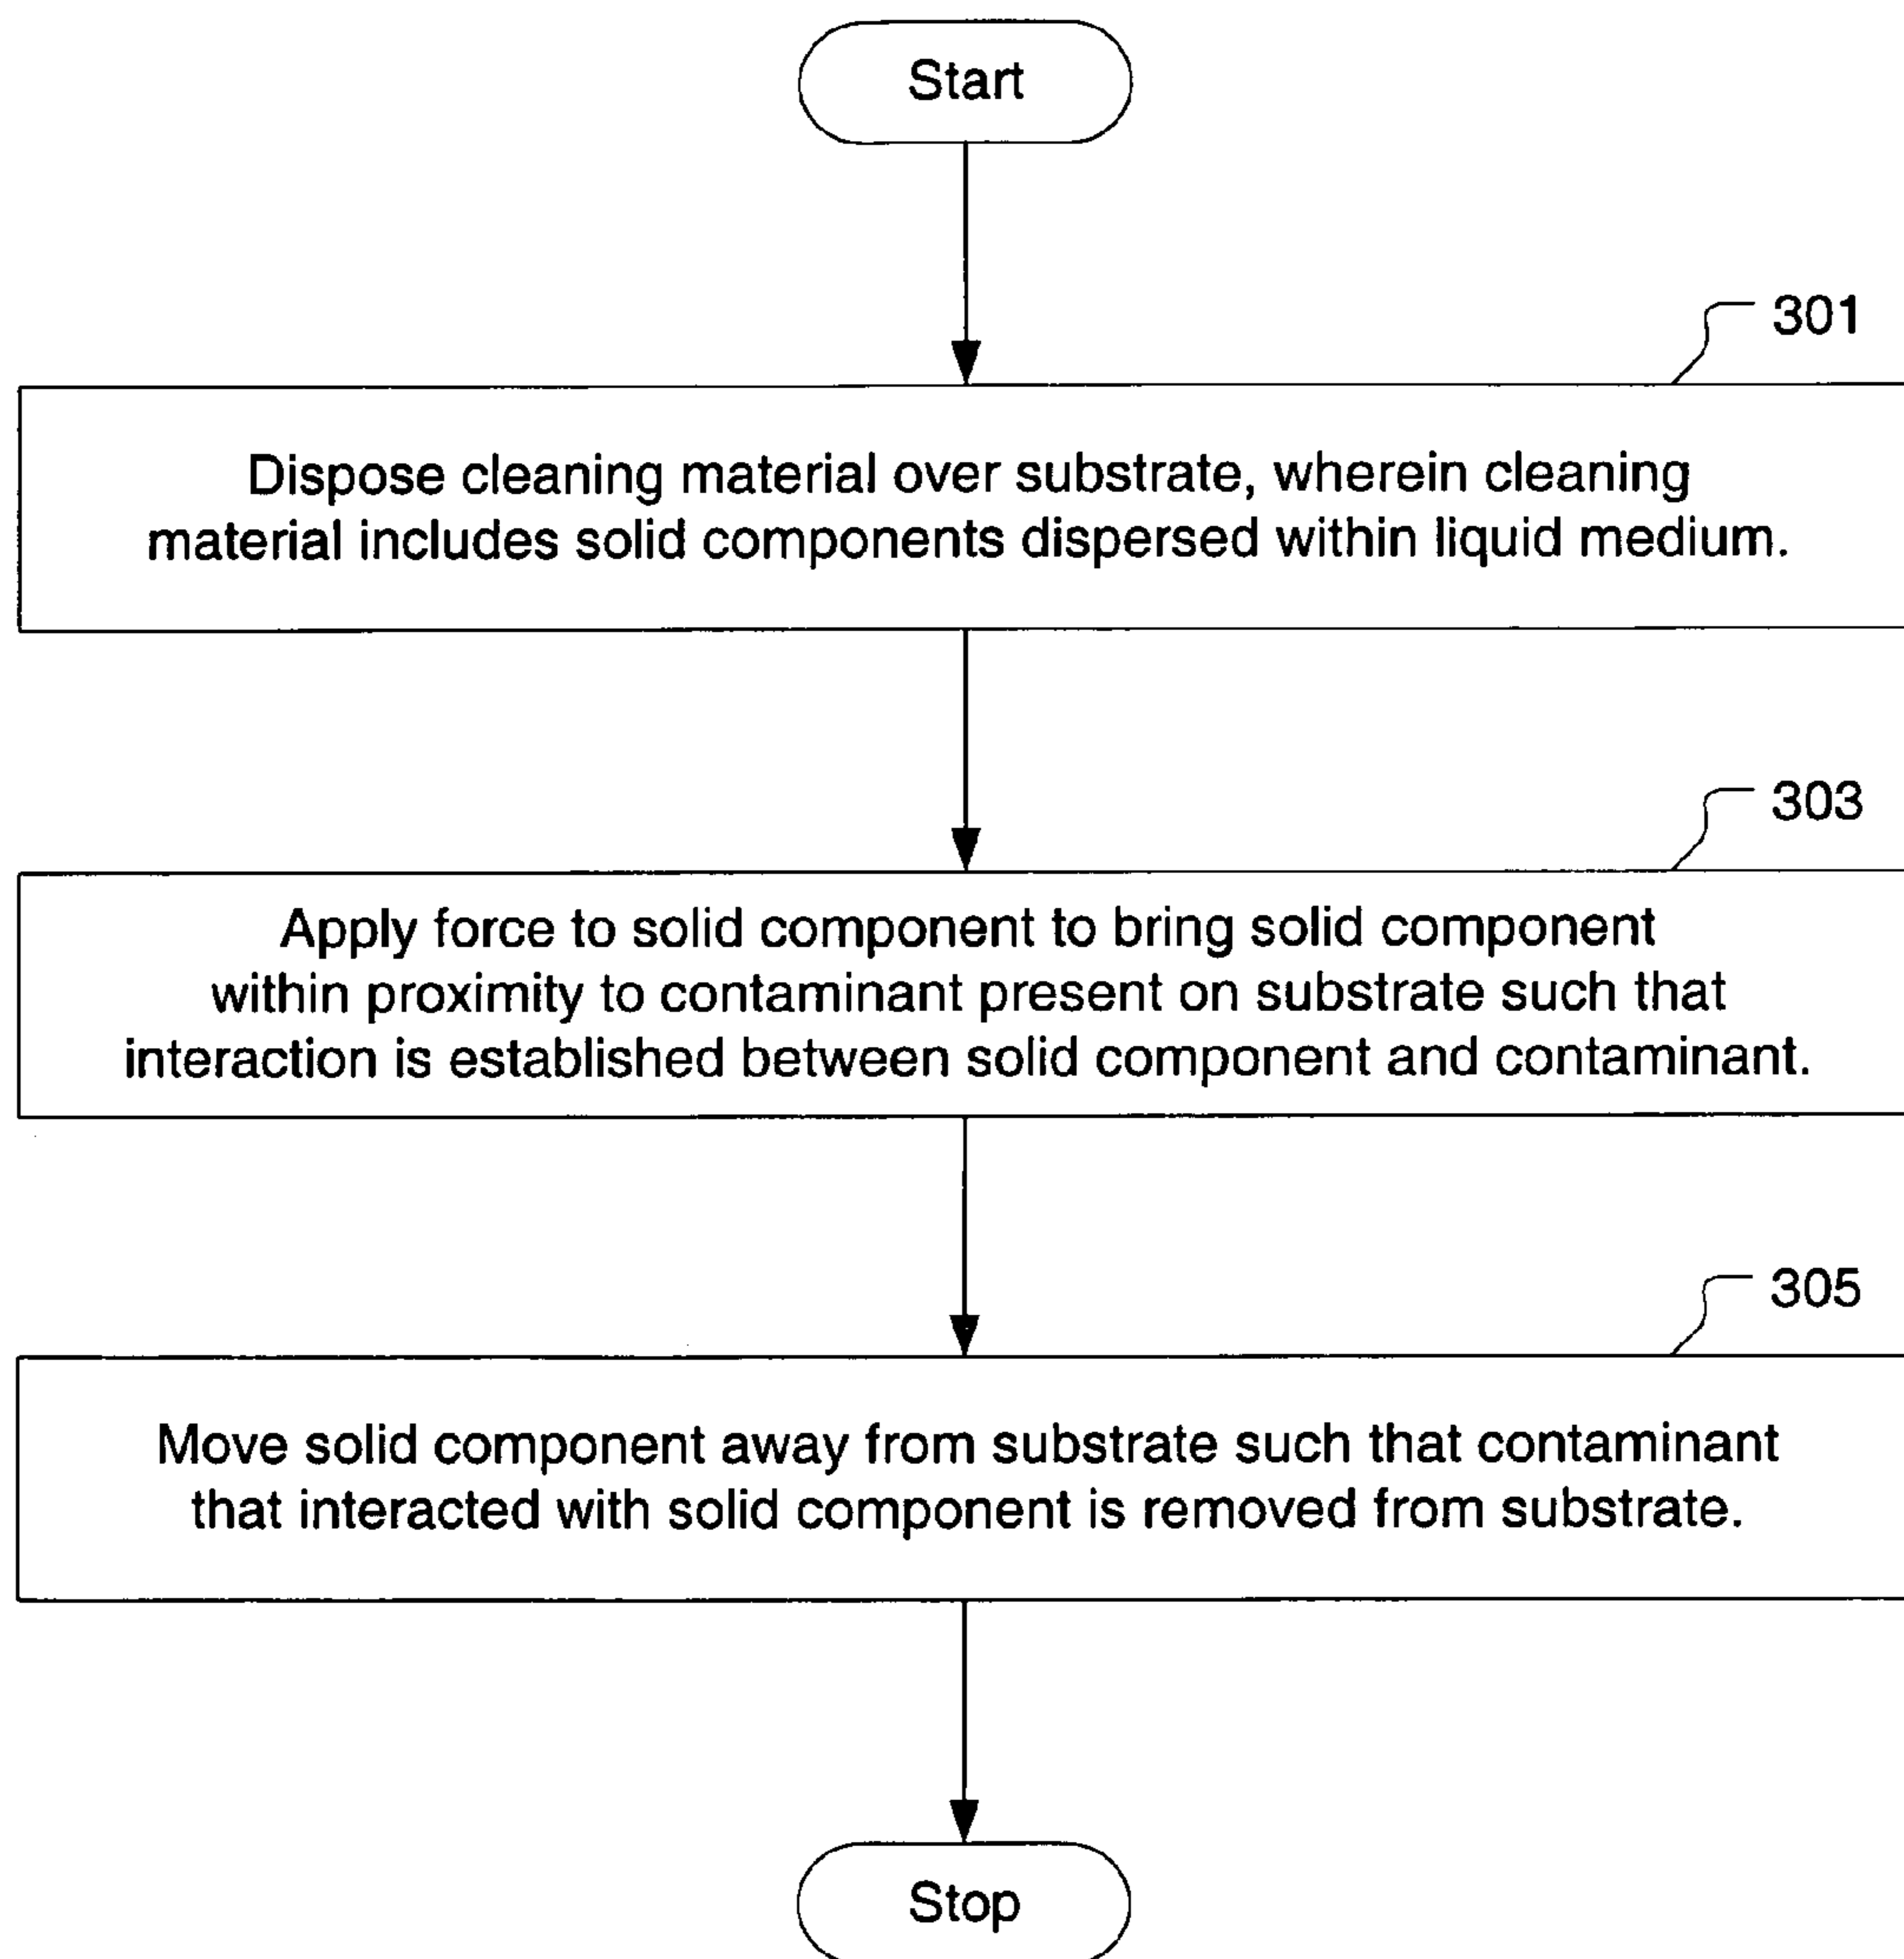 Start
301
Dispose cleaning material over substrate, wherein cleaning
material includes solid components dispersed within liquid medium.
303
Apply force to solid component to bring solid component
within proximity to contaminant present on substrate such that
interaction is established between solid component and contaminant.
305
Move solid component away from substrate such that contaminant
that interacted with solid component is removed from substrate.
Stop